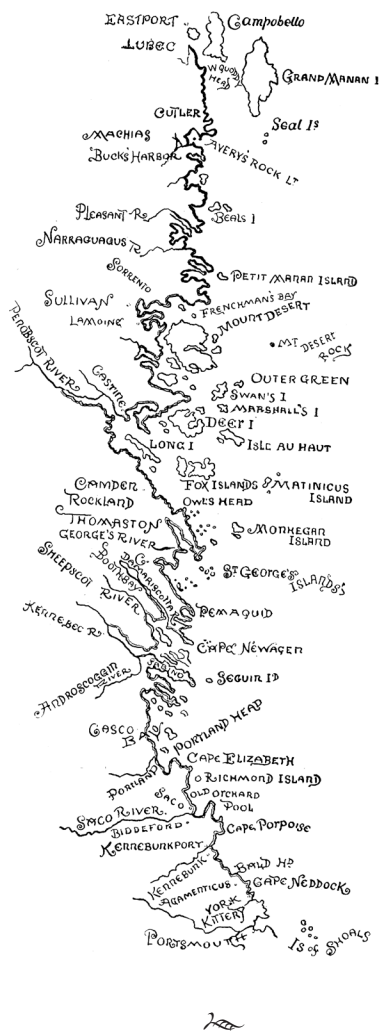 EASTPORT
Campobello
LUBEC
W QUODDY
HEAD
GRAND MANAN I
CUTLER
Seal Is
MACHIAS
AVERY'S ROCK LT
BUCKS HARBOR
PLEASANT R.
BEALS I
NARRAGUAGUS R
SORRENTO
PETIT MANAN ISLAND
SULLIVAN
FRENCHMAN'S BAY
LAMOINE
MOUNT DESERT
PENOBSCOT RIVER
MT DESERT
ROCK
CASTINE
OUTER GREEN
SWAN'S I
MARSHALL'S I
DEER I
LONG I
ISLE AU HAUT
CAMDEN
FOX ISLANDS
MATINICUS
ISLAND
ROCKLAND
OWLS HEAD
THOMASTON
GEORGE'S RIVER
MONHEGAN
ISLAND
SHEEPSCOT
RIVER
BOOTHBAY
DAMARISCOTTA
ST GEORGE'S
ISLANDS
KENNEBEC R.
PEMAQUID
CAPE NEWAGEN
ANDROSCOGGIN
RIVER
SEGUIN ID
CASCO
BAY
PORTLAND HEAD
CAPE ELIZABETH
PORTLAND
RICHMOND ISLAND
SACO
OLD ORCHARD
POOL
SACO RIVER
BIDDEFORD
CAPE PORPOISE
KENNEBUNKPORT
KENNEBUNK
BALD HD
AGAMENTICUS
CAPE NEDDOCK
YORK
KITTERY
PORTSMOUTH
IS OF SHOALS